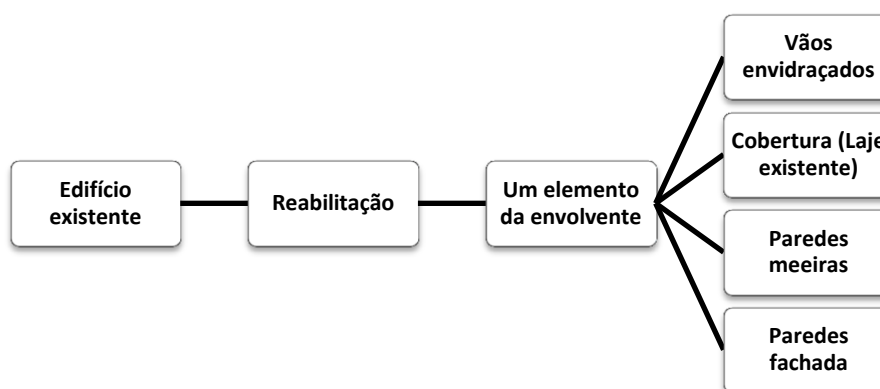 Edifício
existente
Reabilitação
Um elemento
da envolvente
Vãos
envidraçados
Cobertura (Laje
existente)
Paredes
meeiras
Paredes
fachada